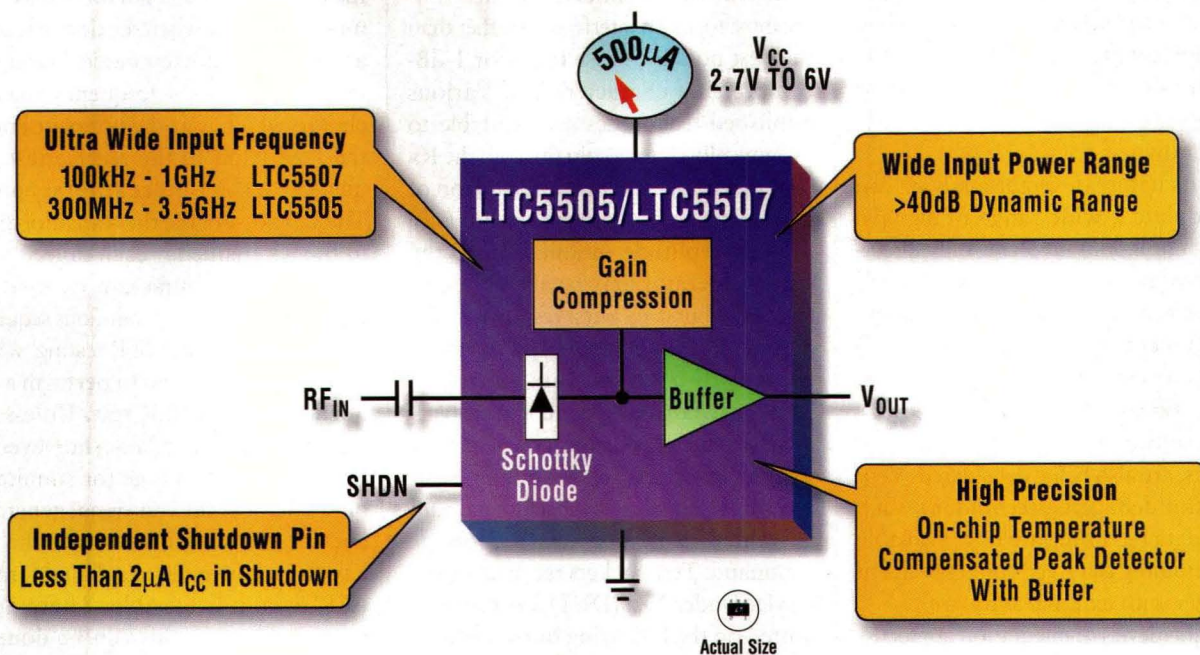 500µA
V_CC
2.7V TO 6V
Ultra Wide Input Frequency
100kHz - 1GHz LTC5507
300MHz - 3.5GHz LTC5505
Wide Input Power Range
>40dB Dynamic Range
LTC5505/LTC5507
Gain
Compression
RF_IN
Buffer
V_OUT
Schottky
Diode
SHDN
Independent Shutdown Pin
Less Than 2µA I_CC in Shutdown
High Precision
On-chip Temperature
Compensated Peak Detector
With Buffer
Actual Size